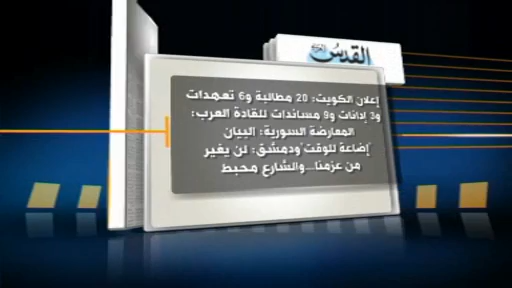 القدس العربي
إعلان الكويت: 20 مطالبة و6 تعهدات
و3 إدانات و9 مساندات للقادة العرب:
المعارضة السورية: البيان
"إضاعة للوقت"ودمشق: لن يغير
من عزمنا...والشارع محبط